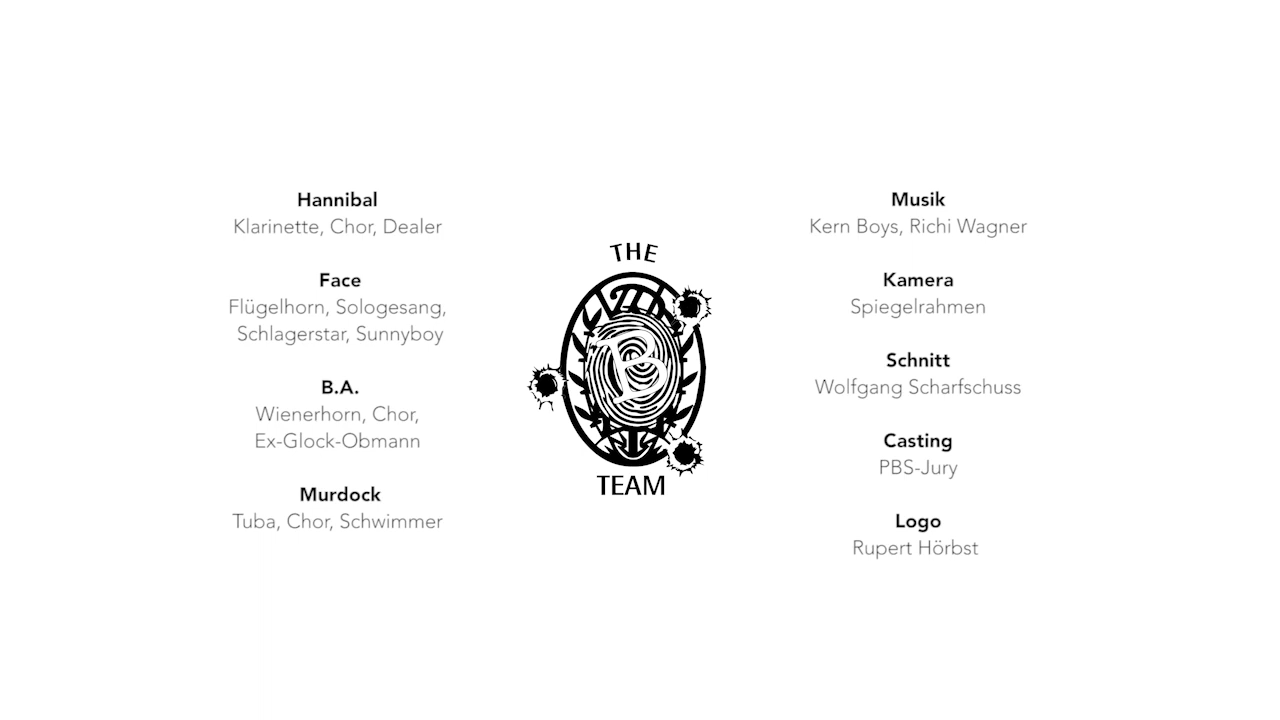 Hannibal
Klarinette, Chor, Dealer
Face
Flügelhorn, Sologesang,
Schlagerstar, Sunnyboy
B.A.
Wienerhorn, Chor,
Ex-Glock-Obmann
Murdock
Tuba, Chor, Schwimmer
THE
B
TEAM
Musik
Kern Boys, Richi Wagner
Kamera
Spiegelrahmen
Schnitt
Wolfgang Scharfschuss
Casting
PBS-Jury
Logo
Rupert Hörbst